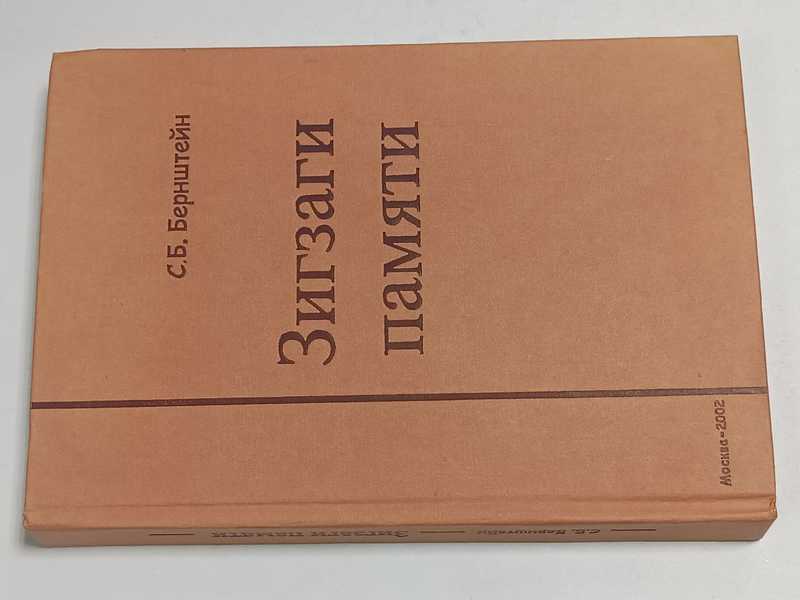 С.Б. Бернштейн
Зигзаги
памяти
Москва-2002
С.Б. Бернштейн
Зигзаги памяти